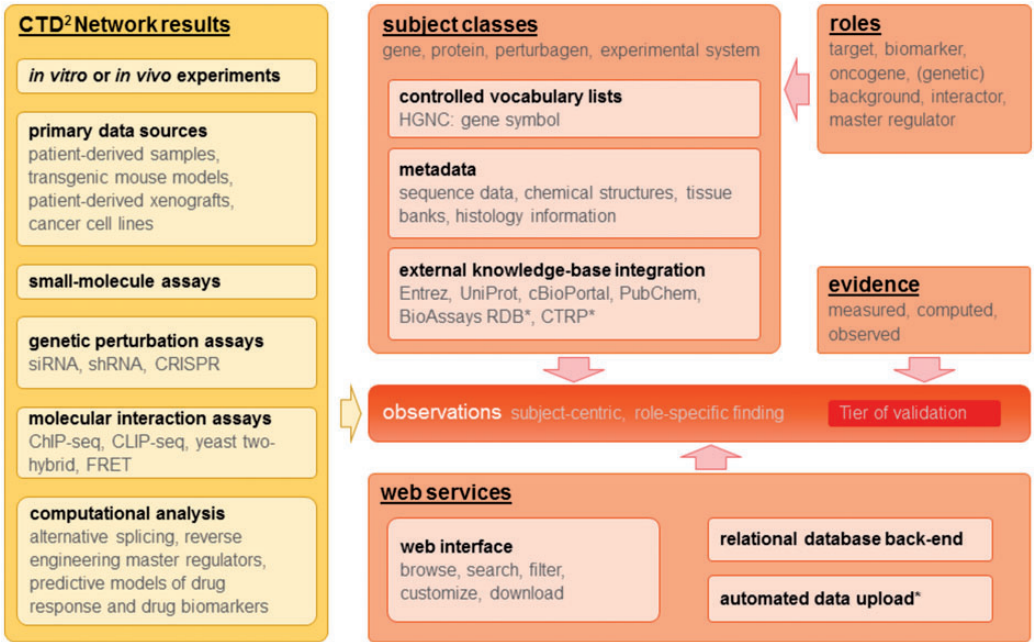 CTD² Network results
in vitro or in vivo experiments
primary data sources
patient-derived samples,
transgenic mouse models,
patient-derived xenografts,
cancer cell lines
small-molecule assays
genetic perturbation assays
siRNA, shRNA, CRISPR
molecular interaction assays
ChIP-seq, CLIP-seq, yeast two-
hybrid, FRET
computational analysis
alternative splicing, reverse
engineering master regulators,
predictive models of drug
response and drug biomarkers
subject classes
gene, protein, perturbagen, experimental system
controlled vocabulary lists
HGNC: gene symbol
metadata
sequence data, chemical structures, tissue
banks, histology information
external knowledge-base integration
Entrez, UniProt, cBioPortal, PubChem,
BioAssays RDB*, CTRP*
roles
target, biomarker,
oncogene, (genetic)
background, interactor,
master regulator
evidence
measured, computed,
observed
observations subject-centric, role-specific finding
Tier of validation
web services
web interface
browse, search, filter,
customize, download
relational database back-end
automated data upload*